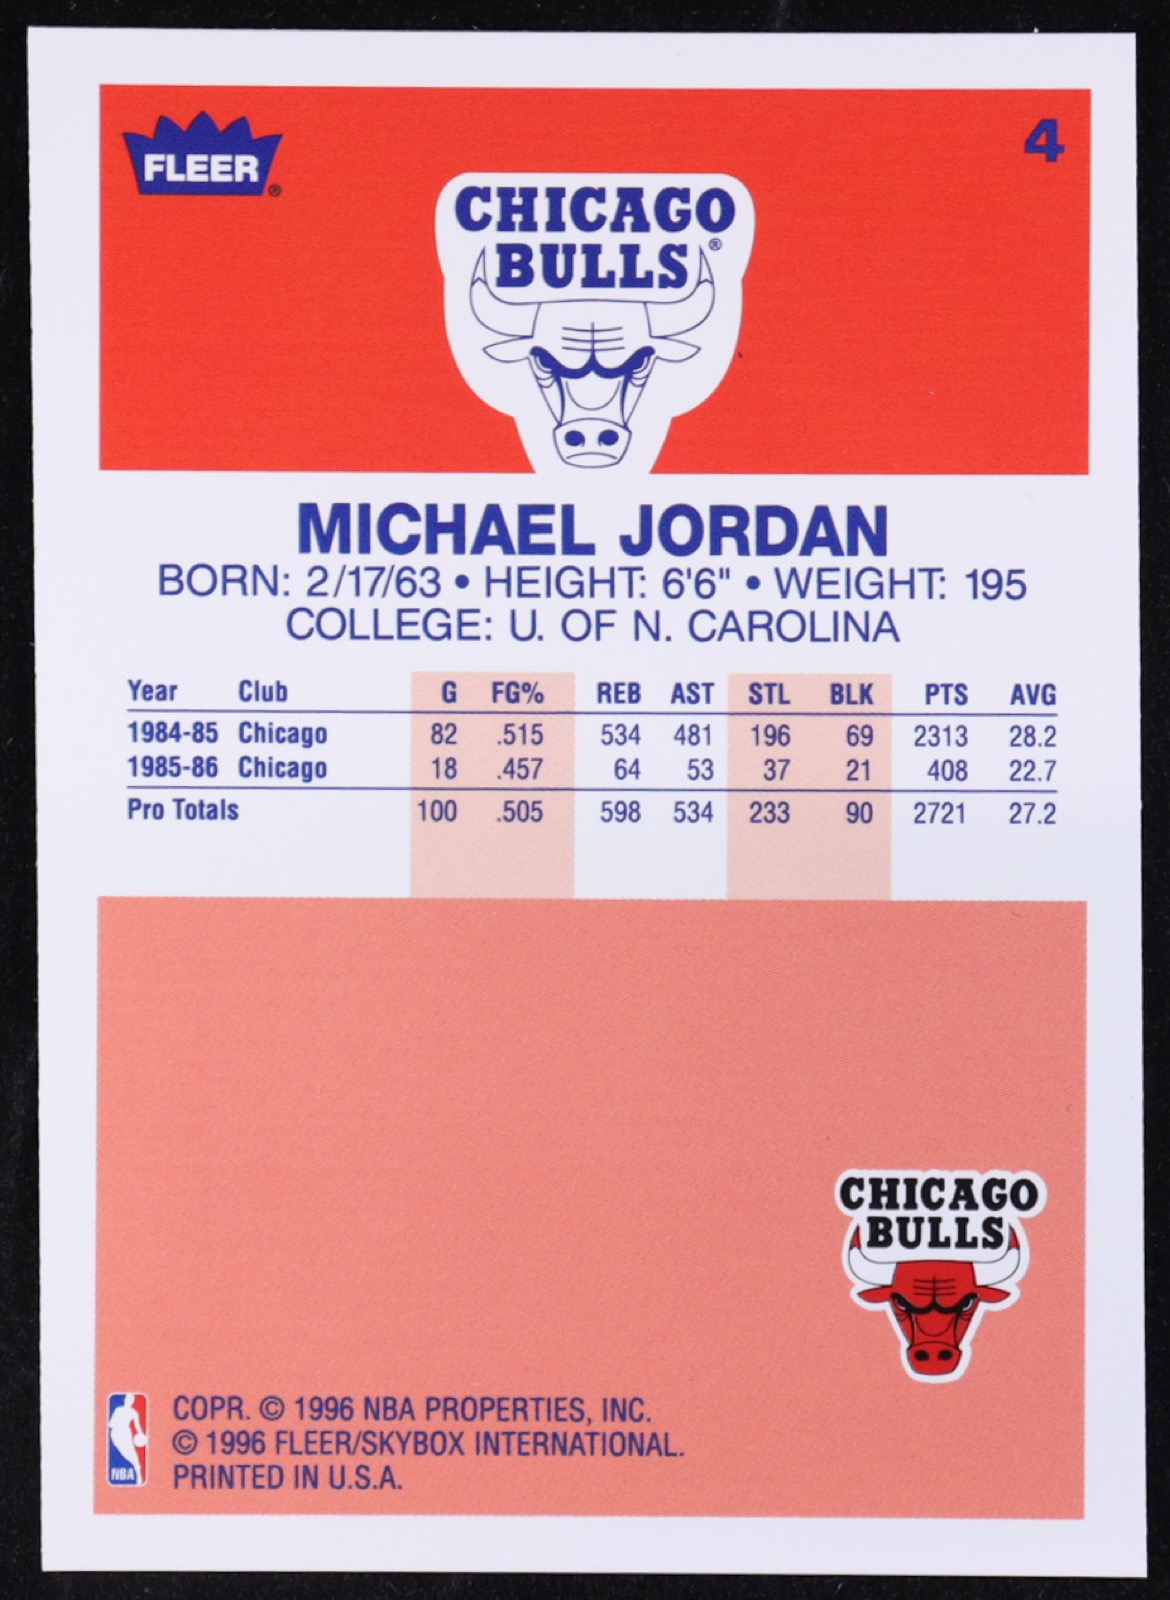 FLEER®
4
CHICAGO
BULLS®
MICHAEL JORDAN
BORN: 2/17/63 • HEIGHT: 6'6" • WEIGHT: 195
COLLEGE: U. OF N. CAROLINA
Year Club G FG% REB AST STL BLK PTS AVG
1984-85 Chicago 82 .515 534 481 196 69 2313 28.2
1985-86 Chicago 18 .457 64 53 37 21 408 22.7
Pro Totals 100 .505 598 534 233 90 2721 27.2
CHICAGO
BULLS
COPR. © 1996 NBA PROPERTIES, INC.
© 1996 FLEER/SKYBOX INTERNATIONAL.
PRINTED IN U.S.A.
NBA